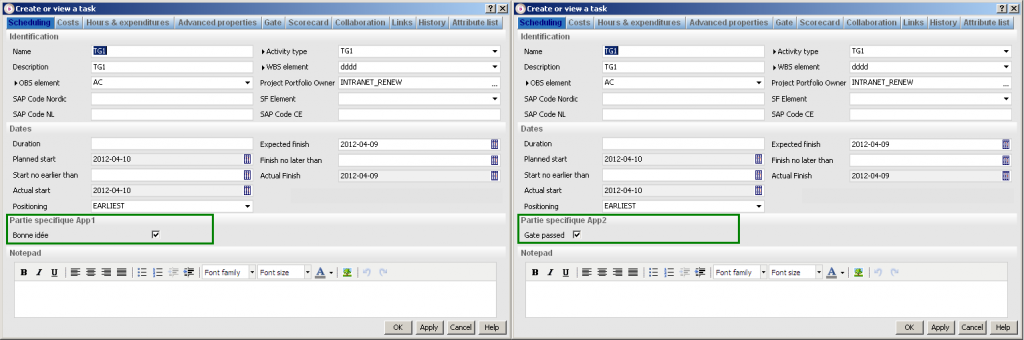 Create or view a task
Scheduling Costs Hours & expenditures Advanced properties Gate Scorecard Collaboration Links History Attribute list
Identification
Name TG1 Activity type TG1
Description TG1 WBS element dddd
OBS element AC Project Portfolio Owner INTRANET_RENEW ...
SAP Code Nordic SF Element
SAP Code NL SAP Code CE
Dates
Duration Expected finish 2012-04-09
Planned start 2012-04-10 Finish no later than
Start no earlier than Actual Finish 2012-04-09
Actual start 2012-04-10
Positioning EARLIEST
Partie specifique App1
Bonne idée
Notepad
B I U Font family Font size A
OK Apply Cancel Help
Create or view a task
Scheduling Costs Hours & expenditures Advanced properties Gate Scorecard Collaboration Links History Attribute list
Identification
Name TG1 Activity type TG1
Description TG1 WBS element dddd
OBS element AC Project Portfolio Owner INTRANET_RENEW ...
SAP Code Nordic SF Element
SAP Code NL SAP Code CE
Dates
Duration Expected finish 2012-04-09
Planned start 2012-04-10 Finish no later than
Start no earlier than Actual Finish 2012-04-09
Actual start 2012-04-10
Positioning EARLIEST
Partie specifique App2
Gate passed
Notepad
B I U Font family Font size A
OK Apply Cancel Help